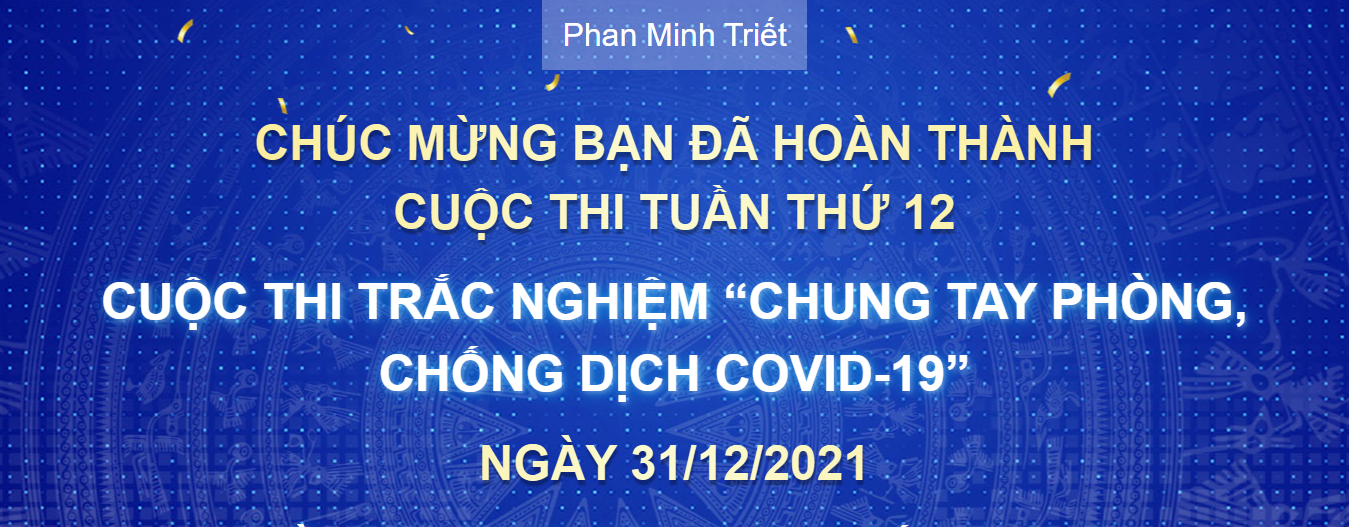 Phan Minh Triết
CHÚC MỪNG BẠN ĐÃ HOÀN THÀNH
CUỘC THI TUẦN THỨ 12
CUỘC THI TRẮC NGHIỆM “CHUNG TAY PHÒNG,
CHỐNG DỊCH COVID-19”
NGÀY 31/12/2021